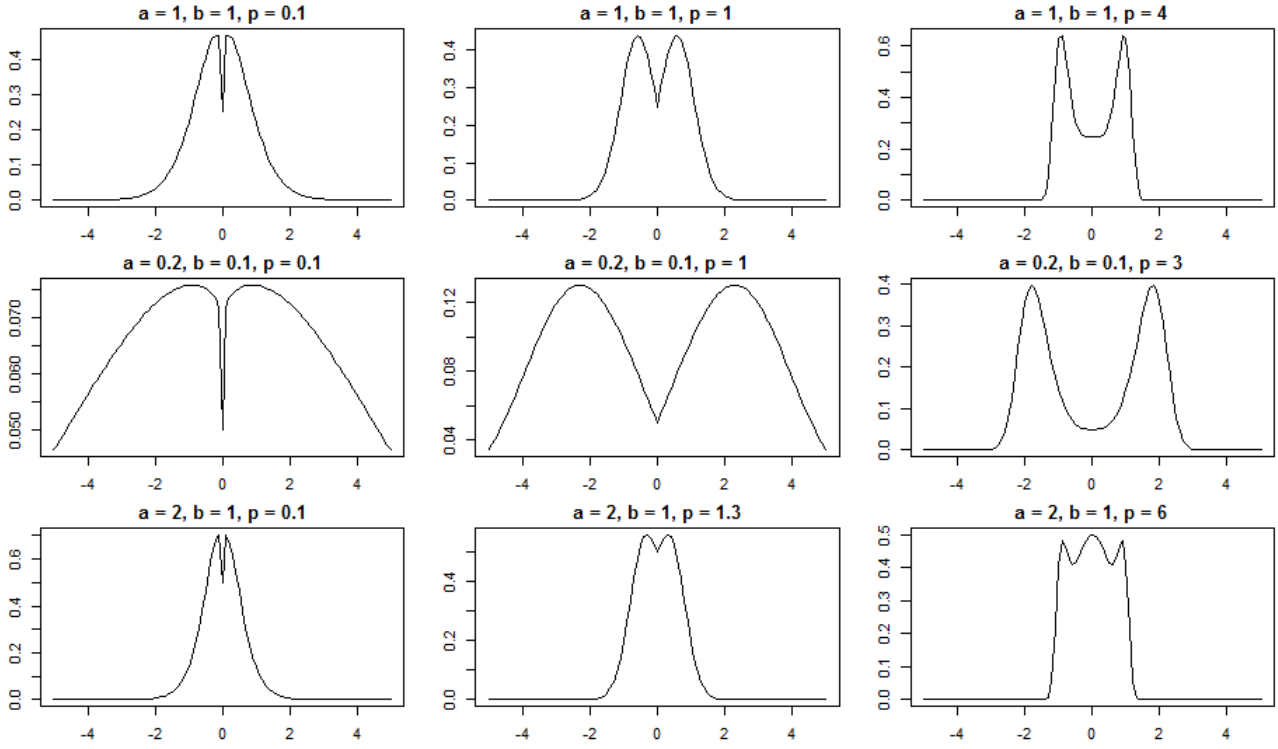 a = 1, b = 1, p = 0.1
0.0 0.1 0.2 0.3 0.4
-4 -2 0 2 4
a = 1, b = 1, p = 1
0.0 0.1 0.2 0.3 0.4
-4 -2 0 2 4
a = 1, b = 1, p = 4
0.0 0.2 0.4 0.6
-4 -2 0 2 4
a = 0.2, b = 0.1, p = 0.1
0.050 0.060 0.070
-4 -2 0 2 4
a = 0.2, b = 0.1, p = 1
0.04 0.08 0.12
-4 -2 0 2 4
a = 0.2, b = 0.1, p = 3
0.0 0.1 0.2 0.3 0.4
-4 -2 0 2 4
a = 2, b = 1, p = 0.1
0.0 0.2 0.4 0.6
-4 -2 0 2 4
a = 2, b = 1, p = 1.3
0.0 0.2 0.4
-4 -2 0 2 4
a = 2, b = 1, p = 6
0.0 0.1 0.2 0.3 0.4 0.5
-4 -2 0 2 4